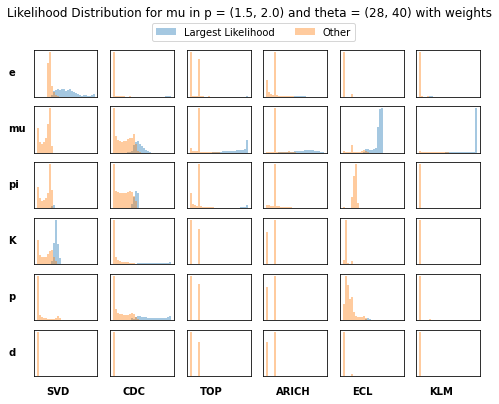 Likelihood Distribution for mu in p = (1.5, 2.0) and theta = (28, 40) with weights
Largest Likelihood Other
e
mu
pi
K
p
d
SVD CDC TOP ARICH ECL KLM